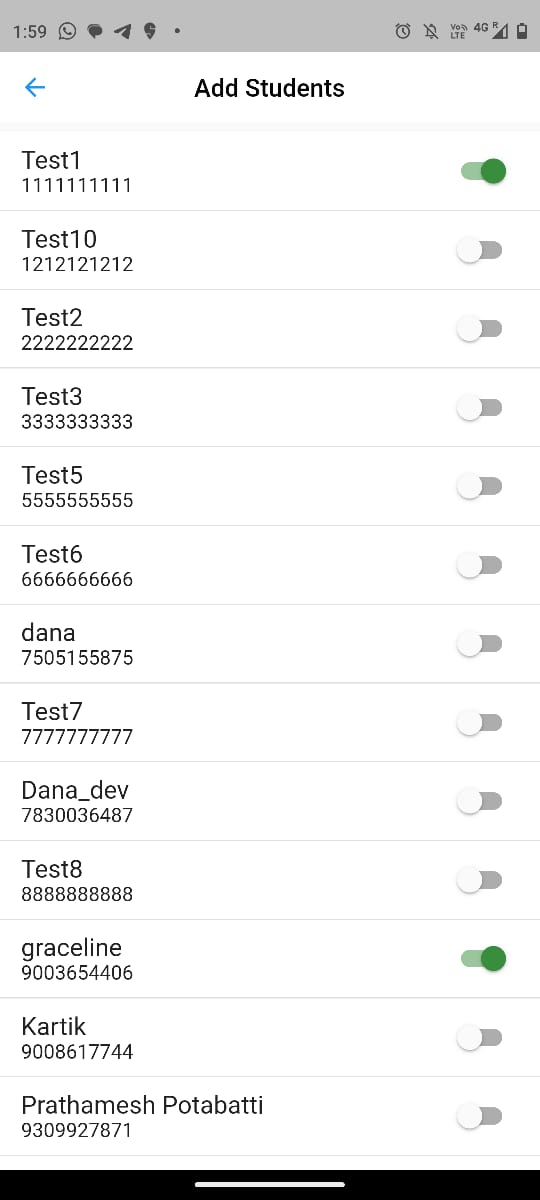 1:59
Vo))
LTE
4G
R
Add Students
Test1
1111111111
Test10
1212121212
Test2
2222222222
Test3
3333333333
Test5
5555555555
Test6
6666666666
dana
7505155875
Test7
7777777777
Dana_dev
7830036487
Test8
8888888888
graceline
9003654406
Kartik
9008617744
Prathamesh Potabatti
9309927871